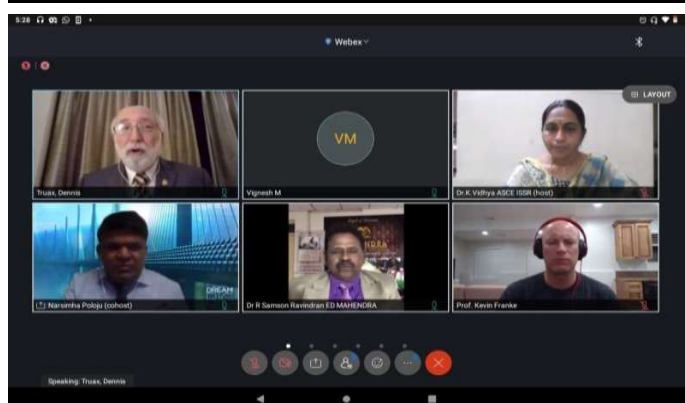 5:28
Webex
LAYOUT
VM
Truax, Dennis
Vignesh M
Dr.K.Vidhya ASCE ISSR (host)
DREAM
Narsimha Poloju (cohost)
Dr R Samson Ravindran ED MAHENDRA
Prof. Kevin Franke
Speaking: Truax, Dennis